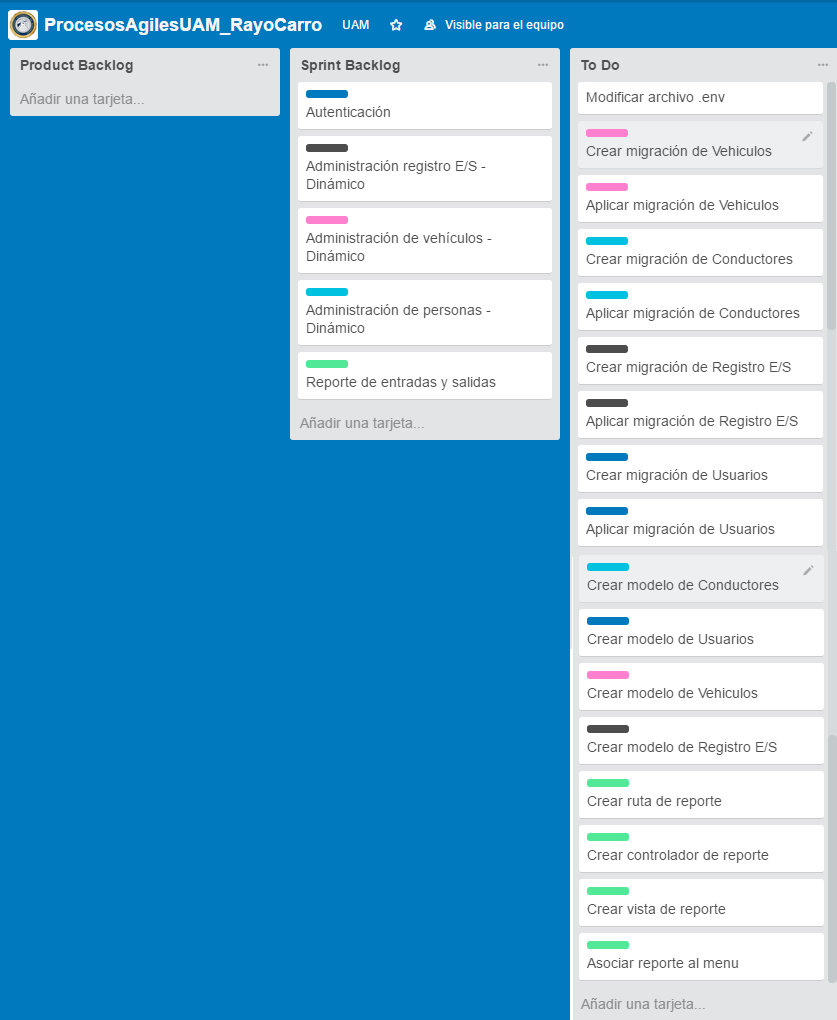 ProcesosAgilesUAM_RayoCarro
UAM
Visible para el equipo
Product Backlog
Añadir una tarjeta...
Sprint Backlog
Autenticación
Administración registro E/S -
Dinámico
Administración de vehículos -
Dinámico
Administración de personas -
Dinámico
Reporte de entradas y salidas
Añadir una tarjeta...
To Do
Modificar archivo .env
Crear migración de Vehiculos
Aplicar migración de Vehiculos
Crear migración de Conductores
Aplicar migración de Conductores
Crear migración de Registro E/S
Aplicar migración de Registro E/S
Crear migración de Usuarios
Aplicar migración de Usuarios
Crear modelo de Conductores
Crear modelo de Usuarios
Crear modelo de Vehiculos
Crear modelo de Registro E/S
Crear ruta de reporte
Crear controlador de reporte
Crear vista de reporte
Asociar reporte al menu
Añadir una tarjeta...